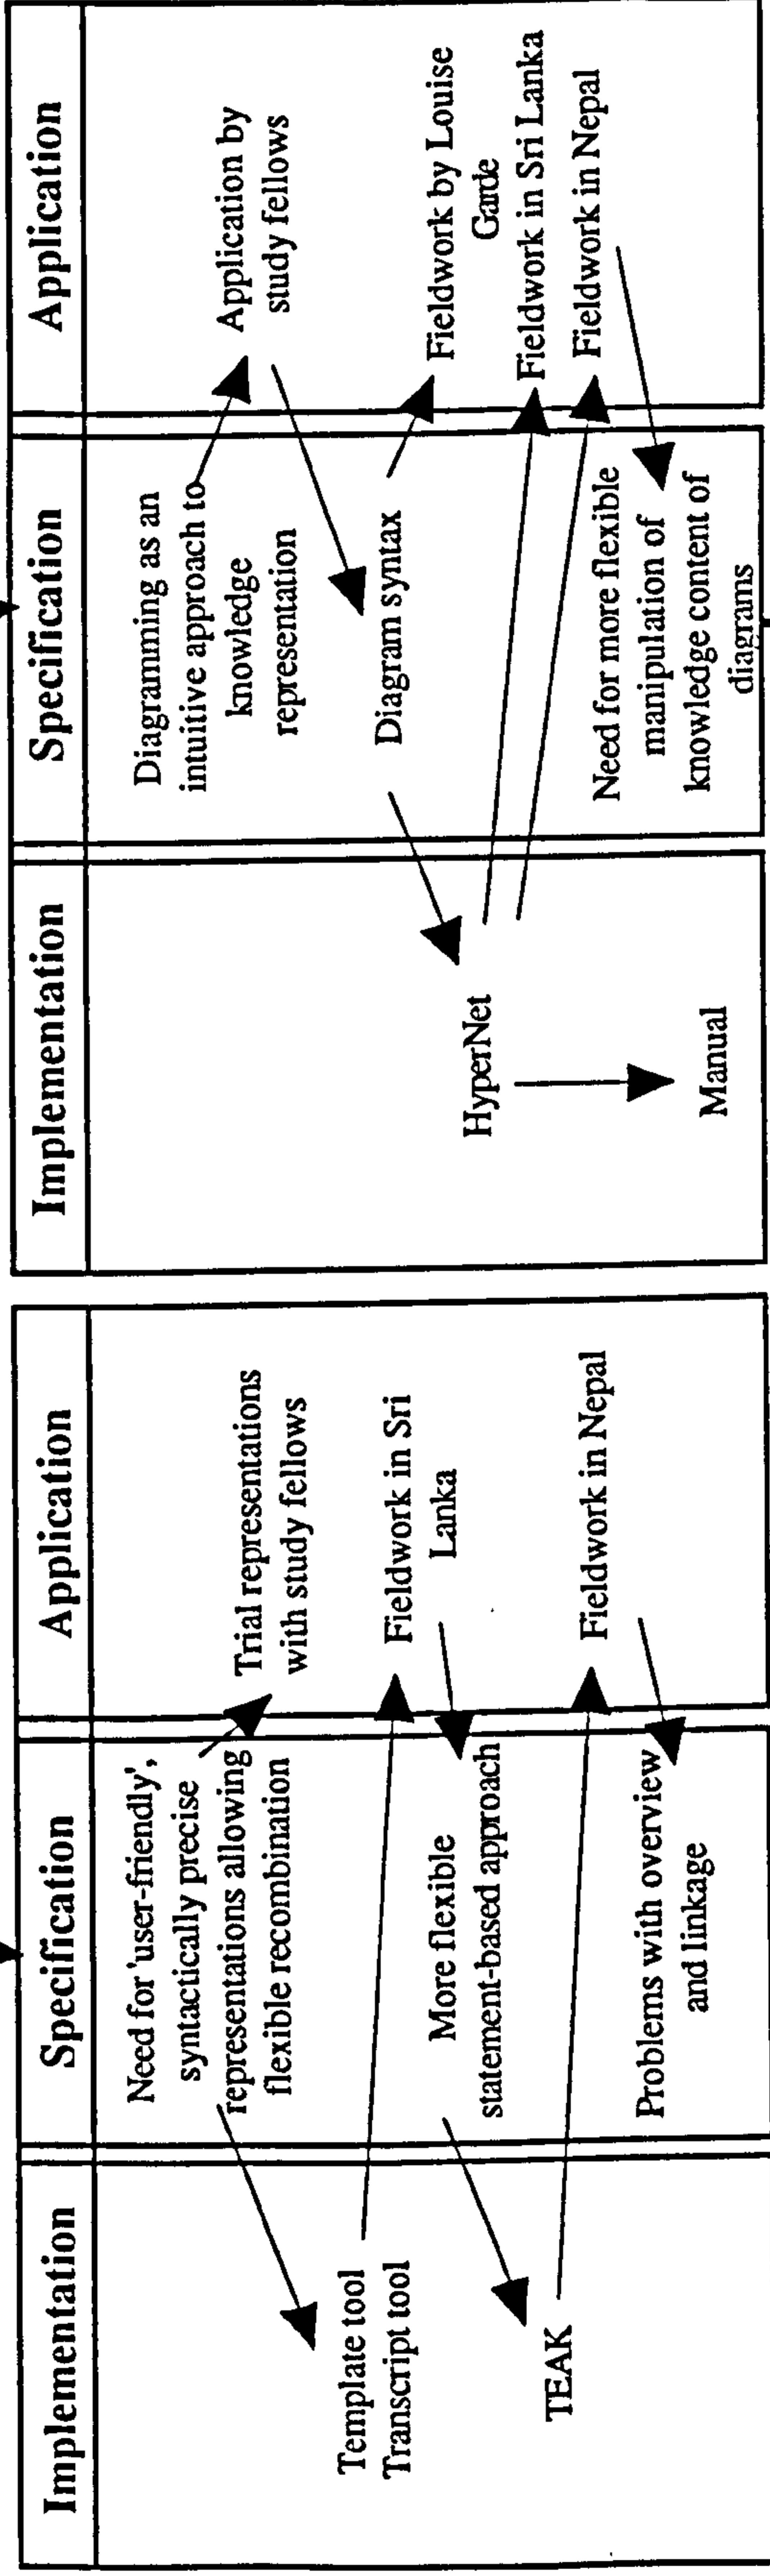 Implementation
Specification
Application
Need for 'user-friendly',
syntactically precise
representations allowing
flexible recombination
Trial representations
with study fellows
Template tool
Transcript tool
Fieldwork in Sri
Lanka
More flexible
statement-based approach
TEAK
Fieldwork in Nepal
Problems with overview
and linkage
Implementation
Specification
Application
Diagramming as an
intuitive approach to
knowledge
representation
Application by
study fellows
Diagram syntax
Fieldwork by Louise
Garde
HyperNet
Fieldwork in Sri Lanka
Fieldwork in Nepal
Need for more flexible
manipulation of
knowledge content of
diagrams
Manual